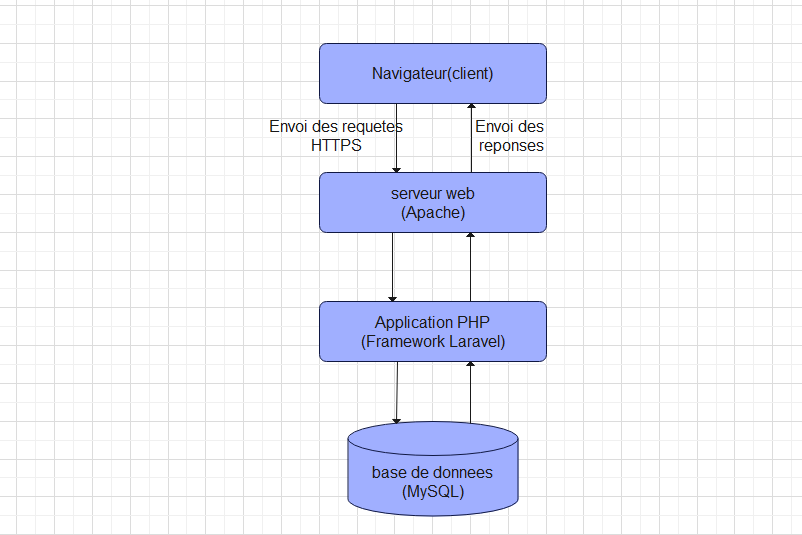 Navigateur(client)
Envoi des requetes
HTTPS
Envoi des
reponses
serveur web
(Apache)
Application PHP
(Framework Laravel)
base de donnees
(MySQL)